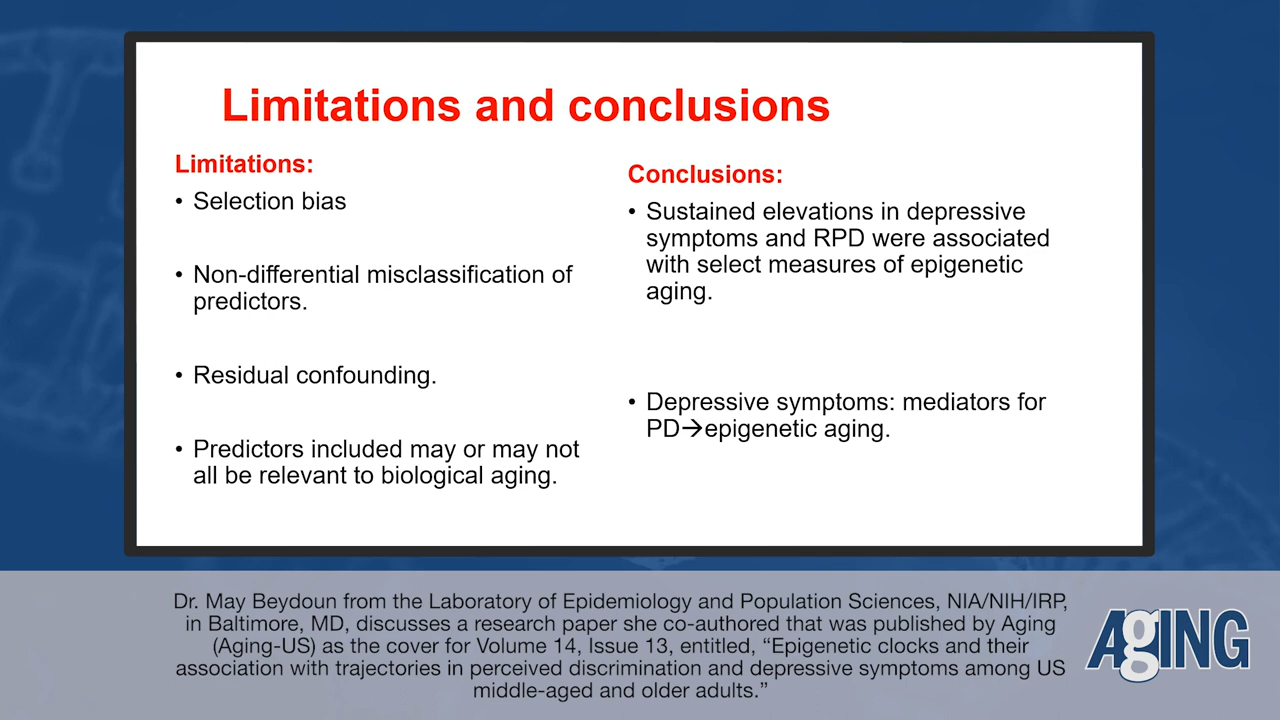 Limitations and conclusions
Limitations:
• Selection bias
• Non-differential misclassification of
predictors.
• Residual confounding.
• Predictors included may or may not
all be relevant to biological aging.
Conclusions:
• Sustained elevations in depressive
symptoms and RPD were associated
with select measures of epigenetic
aging.
• Depressive symptoms: mediators for
PD→epigenetic aging.
Dr. May Beydoun from the Laboratory of Epidemiology and Population Sciences, NIA/NIH/IRP,
in Baltimore, MD, discusses a research paper she co-authored that was published by Aging
(Aging-US) as the cover for Volume 14, Issue 13, entitled, “Epigenetic clocks and their
association with trajectories in perceived discrimination and depressive symptoms among US
middle-aged and older adults.”
AgING